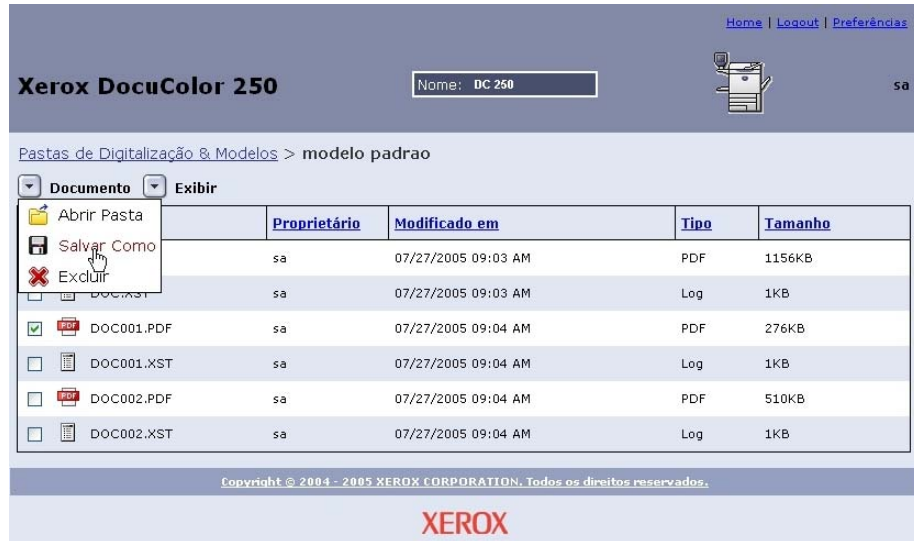 Home | Logout | Preferências
Xerox DocuColor 250
Nome: DC 250
sa
Pastas de Digitalização & Modelos > modelo padrao
Documento Exibir
Abrir Pasta
Salvar Como
Excluir
Proprietário Modificado em Tipo Tamanho
sa 07/27/2005 09:03 AM PDF 1156KB
DOC.XST sa 07/27/2005 09:03 AM Log 1KB
PDF DOC001.PDF sa 07/27/2005 09:04 AM PDF 276KB
DOC001.XST sa 07/27/2005 09:04 AM Log 1KB
PDF DOC002.PDF sa 07/27/2005 09:04 AM PDF 510KB
DOC002.XST sa 07/27/2005 09:04 AM Log 1KB
Copyright © 2004 - 2005 XEROX CORPORATION. Todos os direitos reservados.
XEROX